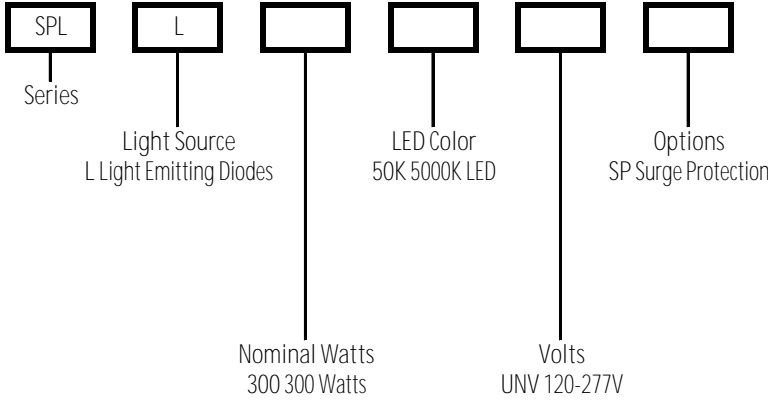 SPL L
Series
Light Source
L Light Emitting Diodes
LED Color
50K 5000K LED
Options
SP Surge Protection
Nominal Watts
300 300 Watts
Volts
UNV 120-277V